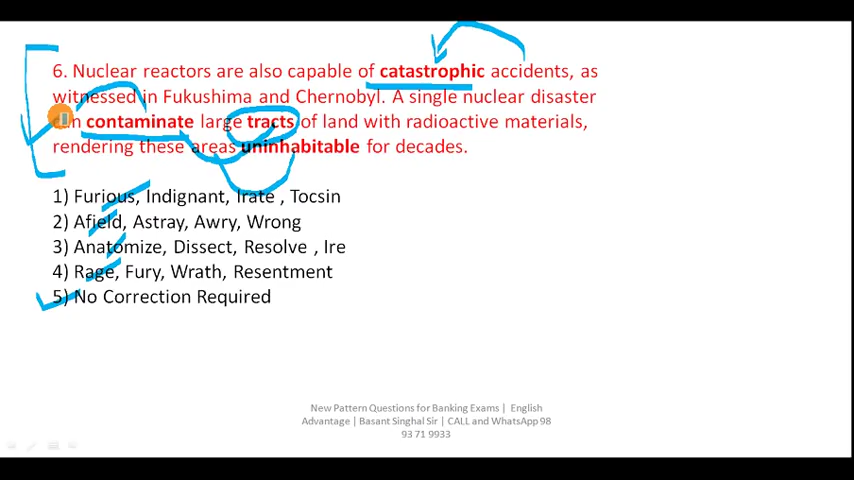 6. Nuclear reactors are also capable of catastrophic accidents, as
witnessed in Fukushima and Chernobyl. A single nuclear disaster
can contaminate large tracts of land with radioactive materials,
rendering these areas uninhabitable for decades.
1) Furious, Indignant, Irate , Tocsin
2) Afield, Astray, Awry, Wrong
3) Anatomize, Dissect, Resolve , Ire
4) Rage, Fury, Wrath, Resentment
5) No Correction Required
New Pattern Questions for Banking Exams | English
Advantage | Basant Singhal Sir | CALL and WhatsApp 98
93 71 9933